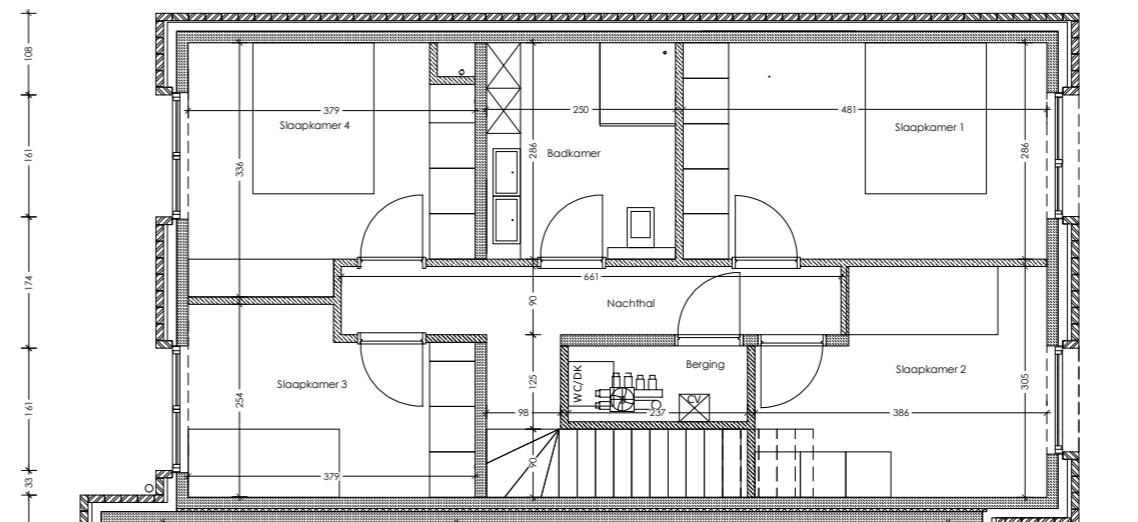 108
161
174
161
33
379
Slaapkamer 4
336
250
Badkamer
286
481
Slaapkamer 1
286
661
90
Nachthal
Slaapkamer 3
254
379
98
125
90
WC/DK
Berging
CV
237
Slaapkamer 2
386
305